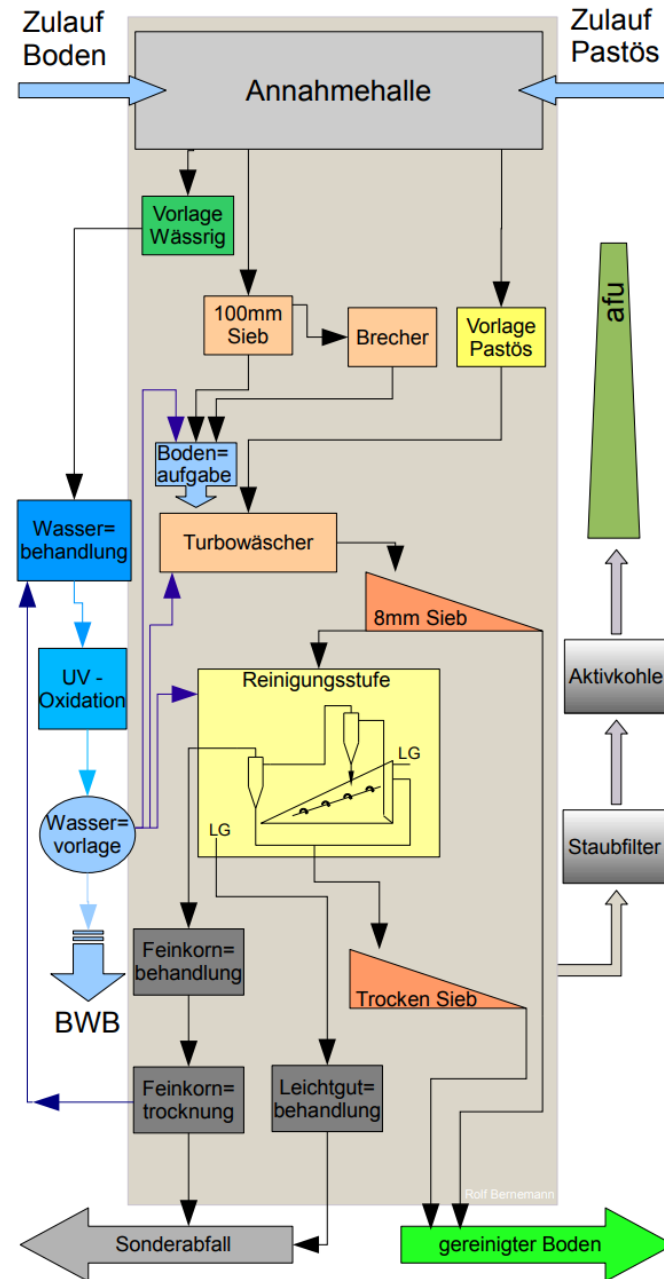 Zulauf
Boden
Zulauf
Pastös
Annahmehalle
Vorlage
Wässrig
100mm
Sieb
Brecher
Vorlage
Pastös
afu
Boden=
aufgabe
Wasser=
behandlung
Turbowäscher
8mm Sieb
UV -
Oxidation
Reinigungsstufe
LG
LG
Aktivkohle
Wasser=
vorlage
Staubfilter
Feinkorn=
behandlung
Trocken Sieb
BWB
Feinkorn=
trocknung
Leichtgut=
behandlung
Rolf Bernemann
Sonderabfall
gereinigter Boden